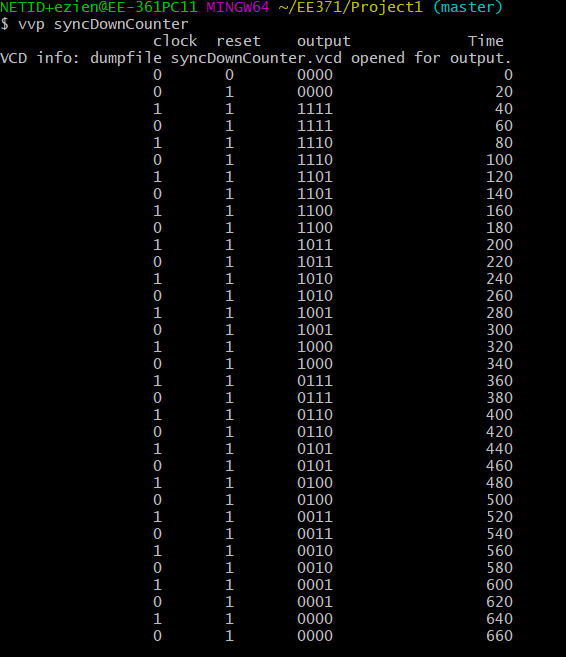 NETID+ezien@EE-361PC11 MINGW64 ~/EE371/Project1 (master)
$ vvp syncDownCounter
clock reset output Time
VCD info: dumpfile syncDownCounter.vcd opened for output.
0 0 0000 0
0 1 0000 20
1 1 1111 40
0 1 1111 60
1 1 1110 80
0 1 1110 100
1 1 1101 120
0 1 1101 140
1 1 1100 160
0 1 1100 180
1 1 1011 200
0 1 1011 220
1 1 1010 240
0 1 1010 260
1 1 1001 280
0 1 1001 300
1 1 1000 320
0 1 1000 340
1 1 0111 360
0 1 0111 380
1 1 0110 400
0 1 0110 420
1 1 0101 440
0 1 0101 460
1 1 0100 480
0 1 0100 500
1 1 0011 520
0 1 0011 540
1 1 0010 560
0 1 0010 580
1 1 0001 600
0 1 0001 620
1 1 0000 640
0 1 0000 660